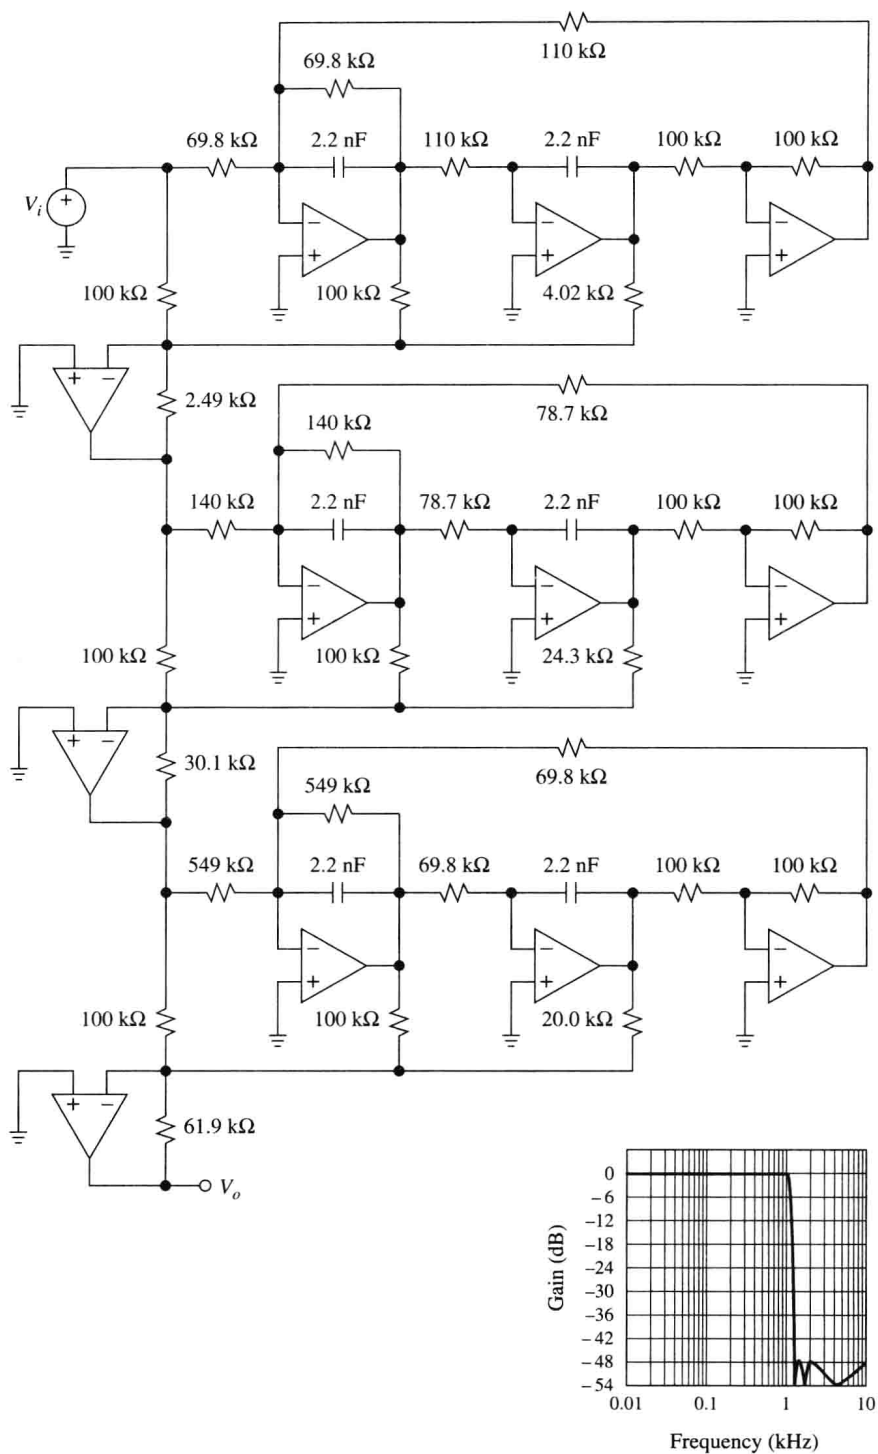 110 kΩ
69.8 kΩ
69.8 kΩ 2.2 nF 110 kΩ 2.2 nF 100 kΩ 100 kΩ
+
Vi
− − −
+ + +
100 kΩ 100 kΩ 4.02 kΩ
+ −
2.49 kΩ
78.7 kΩ
140 kΩ
140 kΩ 2.2 nF 78.7 kΩ 2.2 nF 100 kΩ 100 kΩ
− − −
+ + +
100 kΩ 100 kΩ 24.3 kΩ
+ −
30.1 kΩ
69.8 kΩ
549 kΩ
549 kΩ 2.2 nF 69.8 kΩ 2.2 nF 100 kΩ 100 kΩ
− − −
+ + +
100 kΩ 100 kΩ 20.0 kΩ
+ −
61.9 kΩ
Vo
Gain (dB)
0
−6
−12
−18
−24
−30
−36
−42
−48
−54
0.01 0.1 1 10
Frequency (kHz)